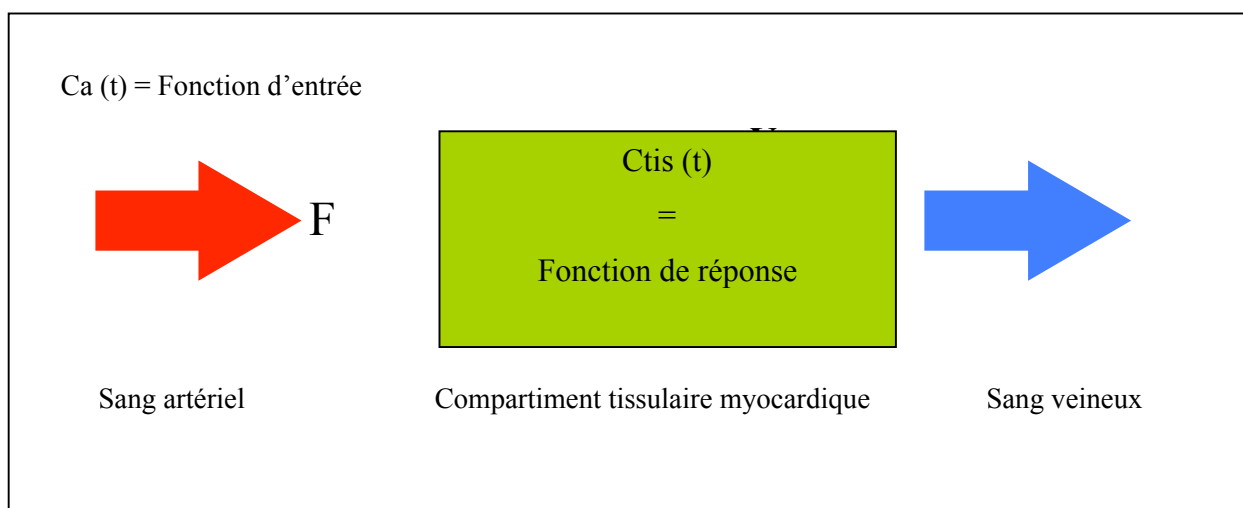 Ca (t) = Fonction d’entrée
F
Ctis (t)
=
Fonction de réponse
Sang artériel
Compartiment tissulaire myocardique
Sang veineux